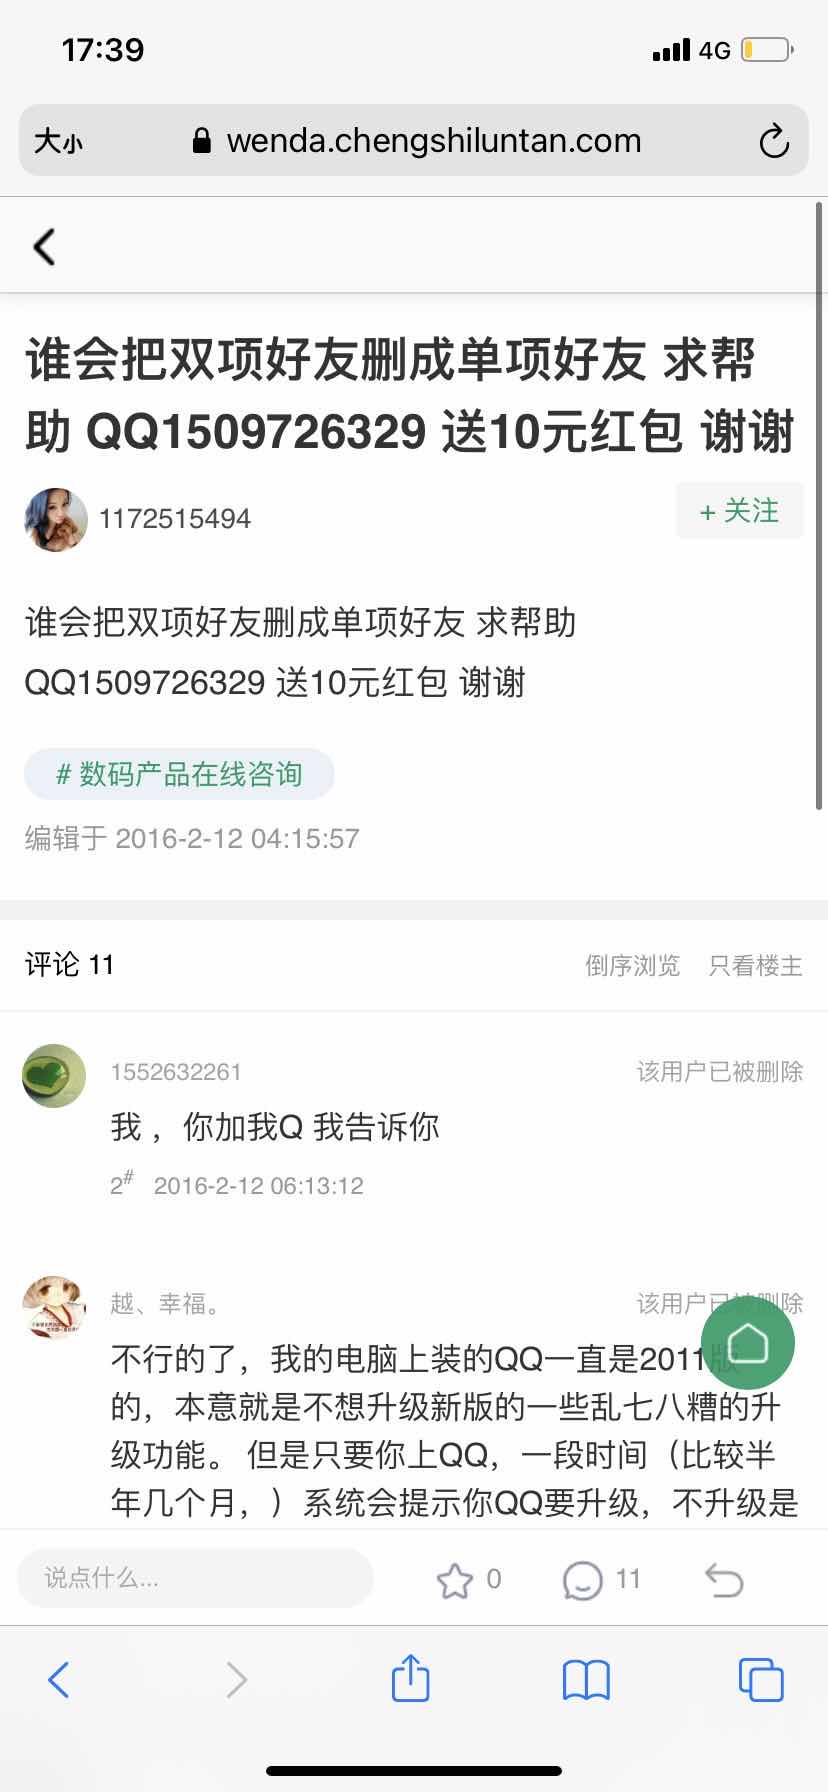 17:39
4G
大小
wenda.chengshiluntan.com
谁会把双项好友删成单项好友 求帮
助 QQ1509726329 送10元红包 谢谢
1172515494
+ 关注
谁会把双项好友删成单项好友 求帮助
QQ1509726329 送10元红包 谢谢
# 数码产品在线咨询
编辑于 2016-2-12 04:15:57
评论 11
倒序浏览 只看楼主
1552632261
该用户已被删除
我 ，你加我Q 我告诉你
2# 2016-2-12 06:13:12
越、幸福。
该用户已被删除
不行的了，我的电脑上装的QQ一直是2011版
的，本意就是不想升级新版的一些乱七八糟的升
级功能。 但是只要你上QQ，一段时间（比较半
年几个月，）系统会提示你QQ要升级，不升级是
说点什么...
0
11